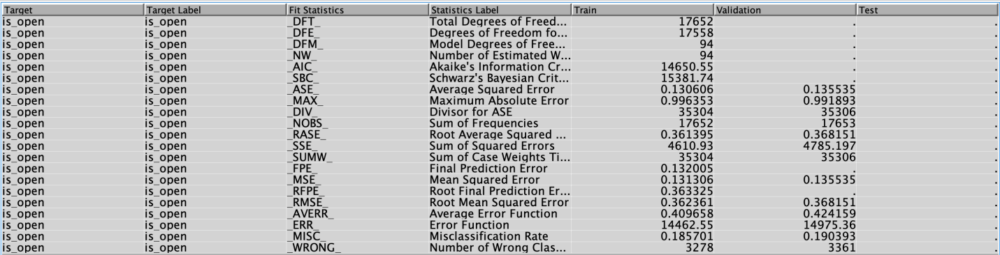 Target Target Label Fit Statistics Statistics Label Train Validation Test
is_open is_open _DFT_ Total Degrees of Freed... 17652 . .
is_open is_open _DFE_ Degrees of Freedom fo... 17558 . .
is_open is_open _DFM_ Model Degrees of Free... 94 . .
is_open is_open _NW_ Number of Estimated W... 94 . .
is_open is_open _AIC_ Akaike's Information Cr... 14650.55 . .
is_open is_open _SBC_ Schwarz's Bayesian Crit... 15381.74 . .
is_open is_open _ASE_ Average Squared Error 0.130606 0.135535 .
is_open is_open _MAX_ Maximum Absolute Error 0.996353 0.991893 .
is_open is_open _DIV_ Divisor for ASE 35304 35306 .
is_open is_open _NOBS_ Sum of Frequencies 17652 17653 .
is_open is_open _RASE_ Root Average Squared ... 0.361395 0.368151 .
is_open is_open _SSE_ Sum of Squared Errors 4610.93 4785.197 .
is_open is_open _SUMW_ Sum of Case Weights Ti... 35304 35306 .
is_open is_open _FPE_ Final Prediction Error 0.132005 . .
is_open is_open _MSE_ Mean Squared Error 0.131306 0.135535 .
is_open is_open _RFPE_ Root Final Prediction Er... 0.363325 . .
is_open is_open _RMSE_ Root Mean Squared Error 0.362361 0.368151 .
is_open is_open _AVERR_ Average Error Function 0.409658 0.424159 .
is_open is_open _ERR_ Error Function 14462.55 14975.36 .
is_open is_open _MISC_ Misclassification Rate 0.185701 0.190393 .
is_open is_open _WRONG_ Number of Wrong Clas... 3278 3361 .